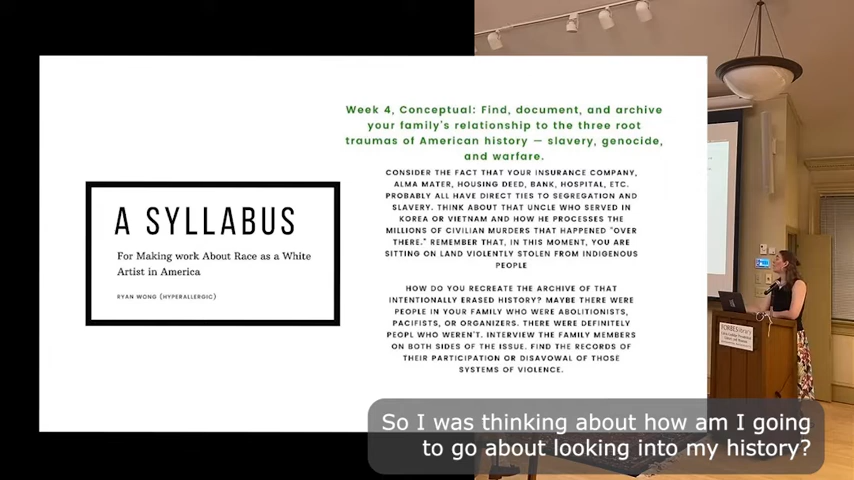 Week 4, Conceptual: Find, document, and archive
your family's relationship to the three root
traumas of American history — slavery, genocide,
and warfare.
CONSIDER THE FACT THAT YOUR INSURANCE COMPANY,
ALMA MATER, HOUSING DEED, BANK, HOSPITAL, ETC.
PROBABLY ALL HAVE DIRECT TIES TO SEGREGATION AND
SLAVERY. THINK ABOUT THAT UNCLE WHO SERVED IN
KOREA OR VIETNAM AND HOW HE PROCESSES THE
MILLIONS OF CIVILIAN MURDERS THAT HAPPENED "OVER
THERE." REMEMBER THAT, IN THIS MOMENT, YOU ARE
SITTING ON LAND VIOLENTLY STOLEN FROM INDIGENOUS
PEOPLE
HOW DO YOU RECREATE THE ARCHIVE OF THAT
INTENTIONALLY ERASED HISTORY? MAYBE THERE WERE
PEOPLE IN YOUR FAMILY WHO WERE ABOLITIONISTS,
PACIFISTS, OR ORGANIZERS. THERE WERE DEFINITELY
PEOPL WHO WEREN'T. INTERVIEW THE FAMILY MEMBERS
ON BOTH SIDES OF THE ISSUE. FIND THE RECORDS OF
THEIR PARTICIPATION OR DISAVOWAL OF THOSE
SYSTEMS OF VIOLENCE.
A SYLLABUS
For Making work About Race as a White
Artist in America
RYAN WONG (HYPERALLERGIC)
FORBES library
So I was thinking about how am I going
to go about looking into my history?